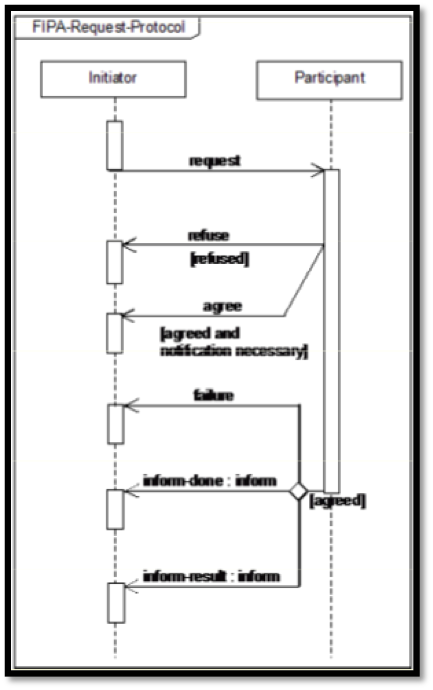 FIPA-Request-Protocol
Initiator
Participant
request
refuse
[refused]
agree
[agreed and
notification necessary]
failure
inform-done : inform
[agreed]
inform-result : inform